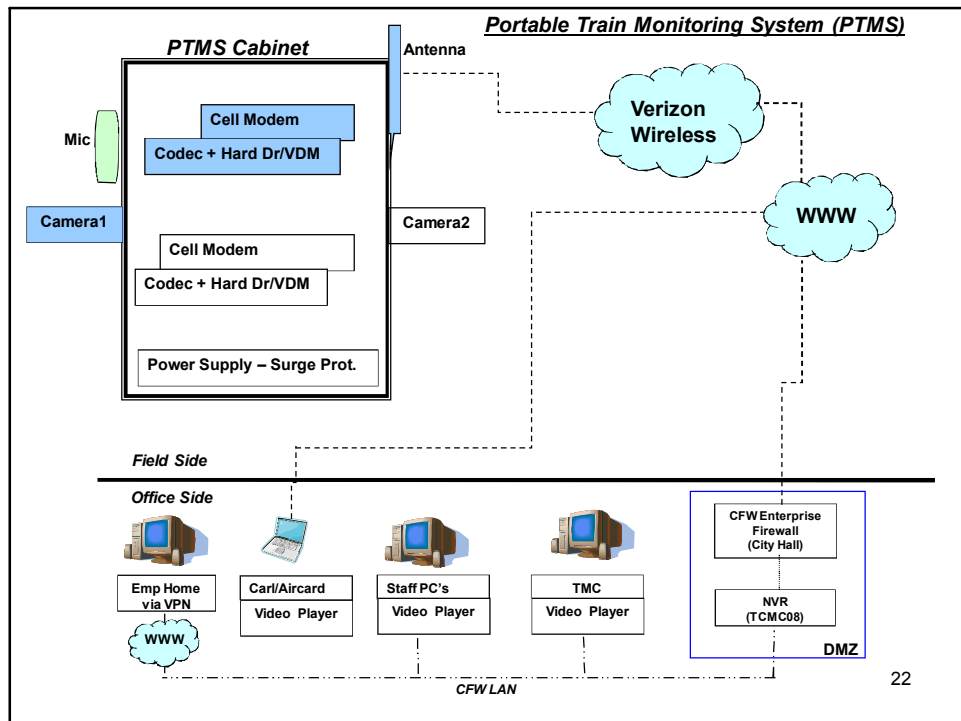 Portable Train Monitoring System (PTMS)
PTMS Cabinet
Antenna
Mic
Cell Modem
Codec + Hard Dr/VDM
Verizon
Wireless
Camera1
Camera2
WWW
Cell Modem
Codec + Hard Dr/VDM
Power Supply – Surge Prot.
Field Side
Office Side
CFW Enterprise
Firewall
(City Hall)
Emp Home
via VPN
Carl/Aircard
Video Player
Staff PC's
Video Player
TMC
Video Player
NVR
(TCMC08)
WWW
DMZ
CFW LAN
22